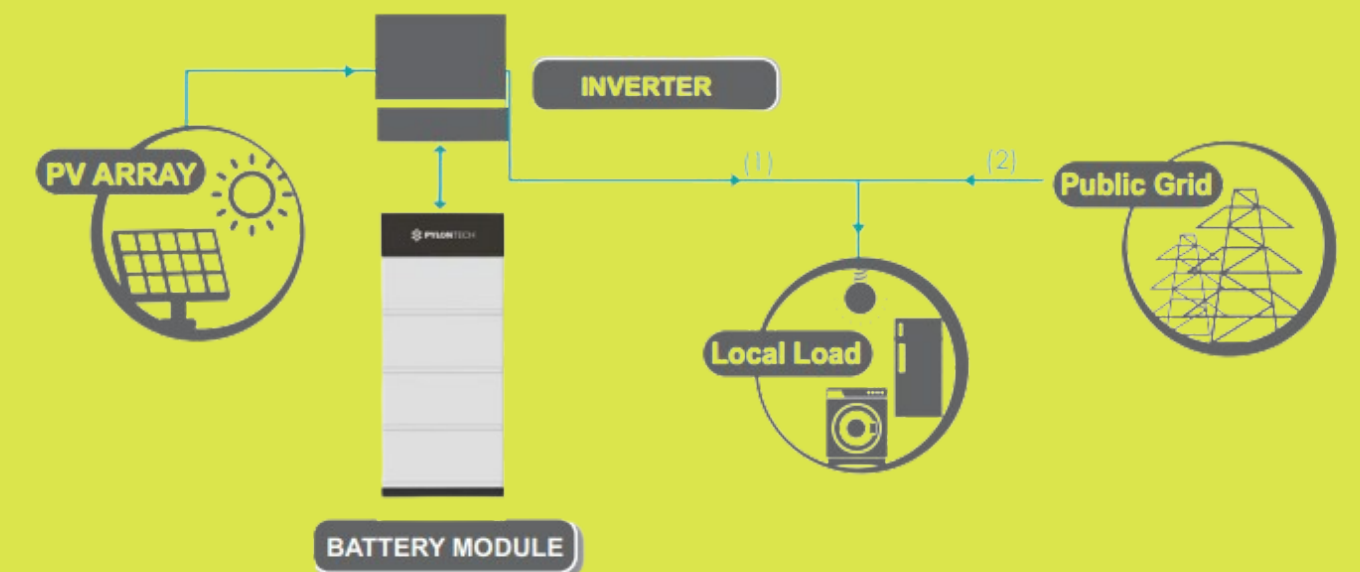 INVERTER
PV ARRAY
(1)
(2)
Public Grid
PYLONTECH
Local Load
BATTERY MODULE